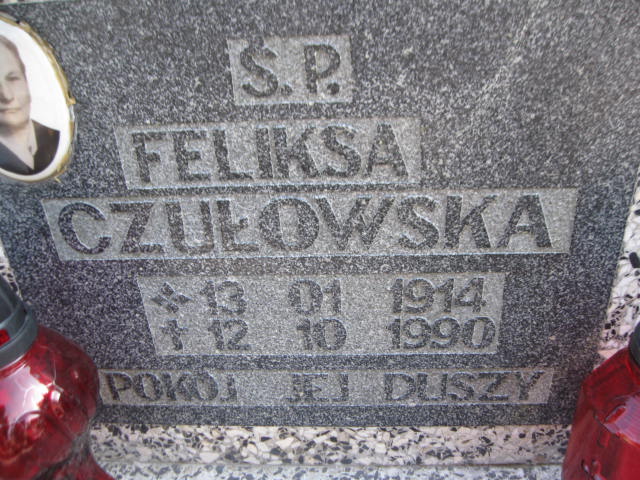 Ś.P.
FELIKSA
CZUŁOWSKA
13 01 1914
† 12 10 1990
POKÓJ JEJ DUSZY